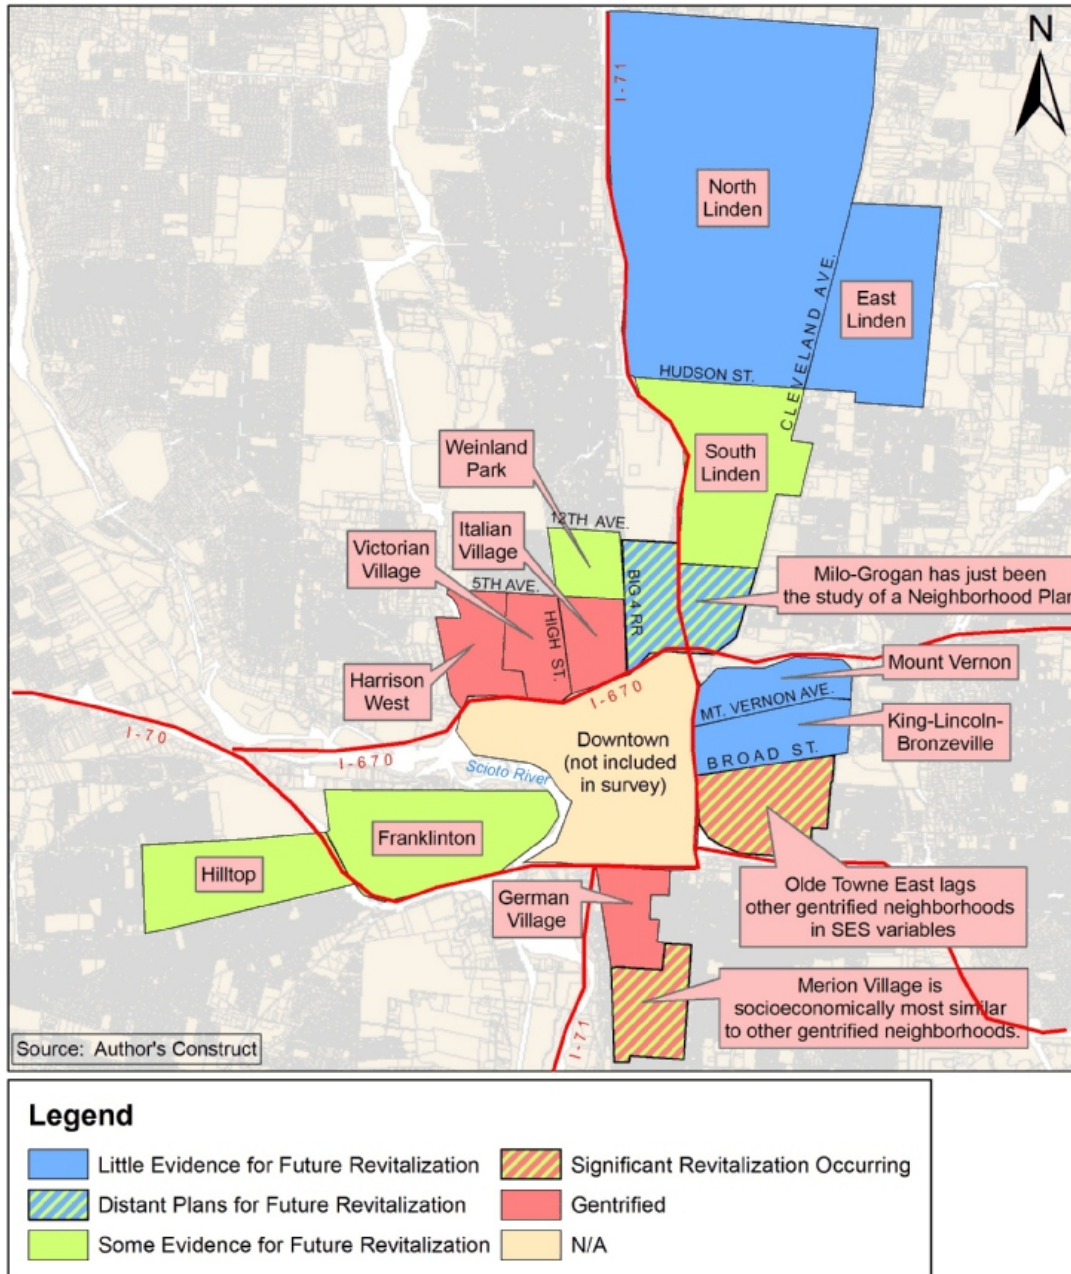 N
I-71
North
Linden
East
Linden
CLEVELAND AVE.
HUDSON ST.
South
Linden
Weinland
Park
12TH AVE.
Italian
Village
Victorian
Village
5TH AVE.
HIGH ST.
BIG 4 RR
Milo-Grogan has just been
the study of a Neighborhood Plan
Harrison
West
Mount Vernon
MT. VERNON AVE.
King-Lincoln-
Bronzeville
BROAD ST.
I-670
I-70
I-670
Scioto River
Downtown
(not included
in survey)
Franklinton
Hilltop
German
Village
Olde Towne East lags
other gentrified neighborhoods
in SES variables
Merion Village is
socioeconomically most similar
to other gentrified neighborhoods.
I-71
Source: Author's Construct
Legend
Little Evidence for Future Revitalization
Distant Plans for Future Revitalization
Some Evidence for Future Revitalization
Significant Revitalization Occurring
Gentrified
N/A